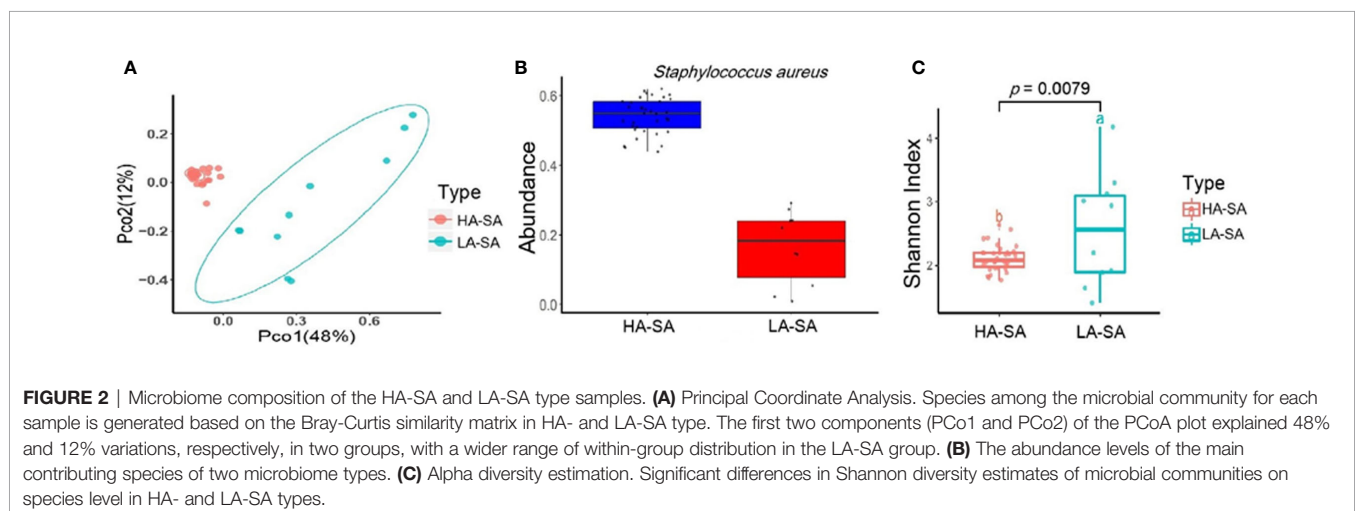 A
Pco2(12%)
0.2
0.0
−0.2
−0.4
0.0 0.3 0.6
Pco1(48%)
Type
HA-SA
LA-SA
B
Staphylococcus aureus
Abundance
0.6
0.4
0.2
0.0
HA-SA LA-SA
C
p = 0.0079
Shannon Index
4
3
2
a
b
HA-SA LA-SA
Type
HA-SA
LA-SA
FIGURE 2 | Microbiome composition of the HA-SA and LA-SA type samples. (A) Principal Coordinate Analysis. Species among the microbial community for each
sample is generated based on the Bray-Curtis similarity matrix in HA- and LA-SA type. The first two components (PCo1 and PCo2) of the PCoA plot explained 48%
and 12% variations, respectively, in two groups, with a wider range of within-group distribution in the LA-SA group. (B) The abundance levels of the main
contributing species of two microbiome types. (C) Alpha diversity estimation. Significant differences in Shannon diversity estimates of microbial communities on
species level in HA- and LA-SA types.